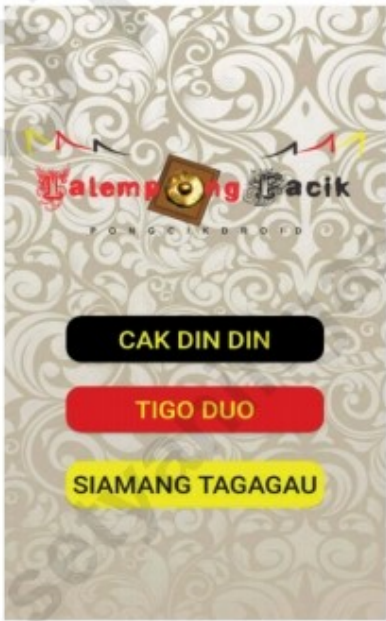 Talempong Pacik
PONGCIKDROID
CAK DIN DIN
TIGO DUO
SIAMANG TAGAGAU